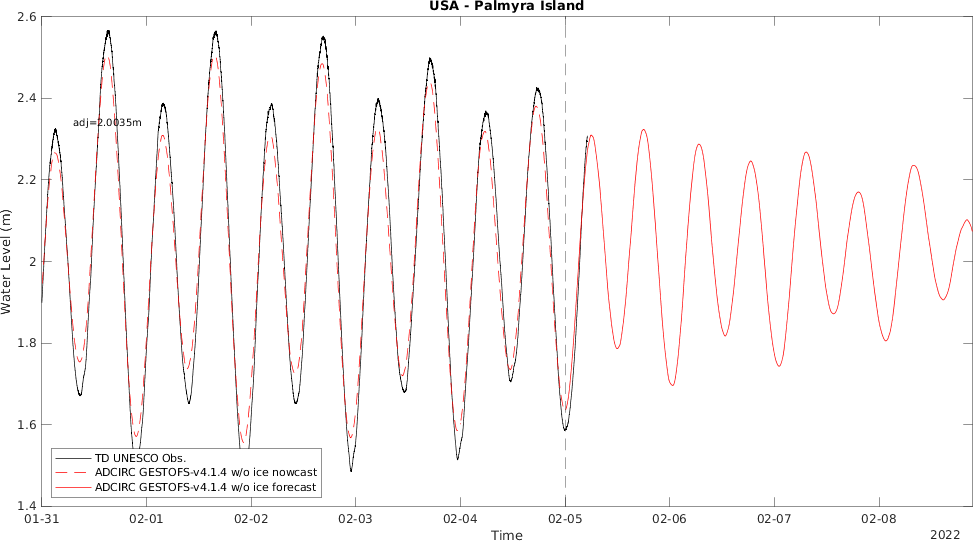 USA - Palmyra Island
2.6
2.4
adj=2.0035m
2.2
Water Level (m)
2
1.8
1.6
TD UNESCO Obs.
ADCIRC GESTOFS-v4.1.4 w/o ice nowcast
ADCIRC GESTOFS-v4.1.4 w/o ice forecast
1.4
01-31 02-01 02-02 02-03 02-04 02-05 02-06 02-07 02-08
Time
2022